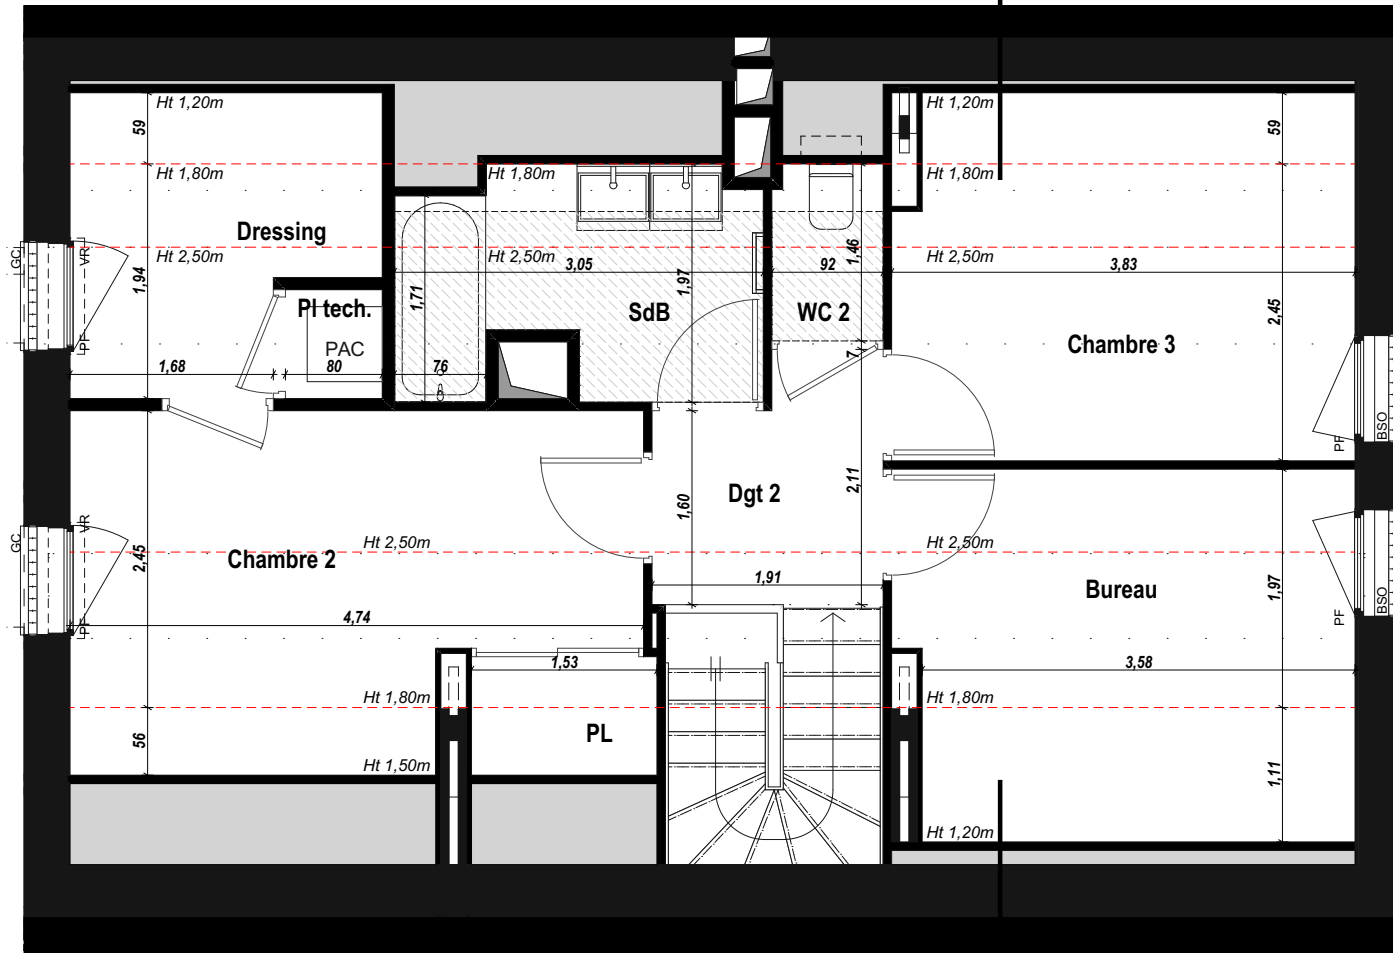 Ht 1,20m
Ht 1,20m
59
59
Ht 1,80m
Ht 1,80m
Ht 1,80m
Dressing
GC
VR
Ht 2,50m
Ht 2,50m
Ht 2,50m
1,46
3,05
92
3,83
1,94
1,71
1,97
2,45
Pl tech.
SdB
WC 2
PF
PAC
Chambre 3
7
1,68
80
76
BSO
PF
Dgt 2
2,11
1,60
GC
VR
Ht 2,50m
Ht 2,50m
2,45
Chambre 2
1,91
Bureau
1,97
BSO
PF
4,74
PF
1,53
3,58
Ht 1,80m
Ht 1,80m
56
PL
Ht 1,50m
1,11
Ht 1,20m